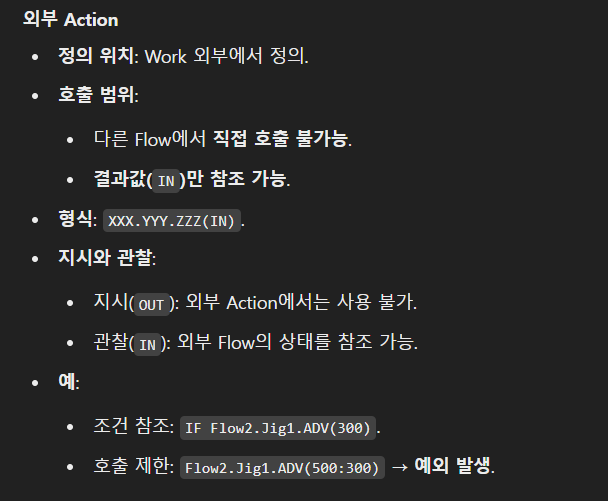 외부 Action
• 정의 위치: Work 외부에서 정의.
• 호출 범위:
• 다른 Flow에서 직접 호출 불가능.
• 결과값(IN)만 참조 가능.
• 형식: XXX.YYY.ZZZ(IN).
• 지시와 관찰:
• 지시(OUT): 외부 Action에서는 사용 불가.
• 관찰(IN): 외부 Flow의 상태를 참조 가능.
• 예:
• 조건 참조: IF Flow2.Jig1.ADV(300).
• 호출 제한: Flow2.Jig1.ADV(500:300) → 예외 발생.